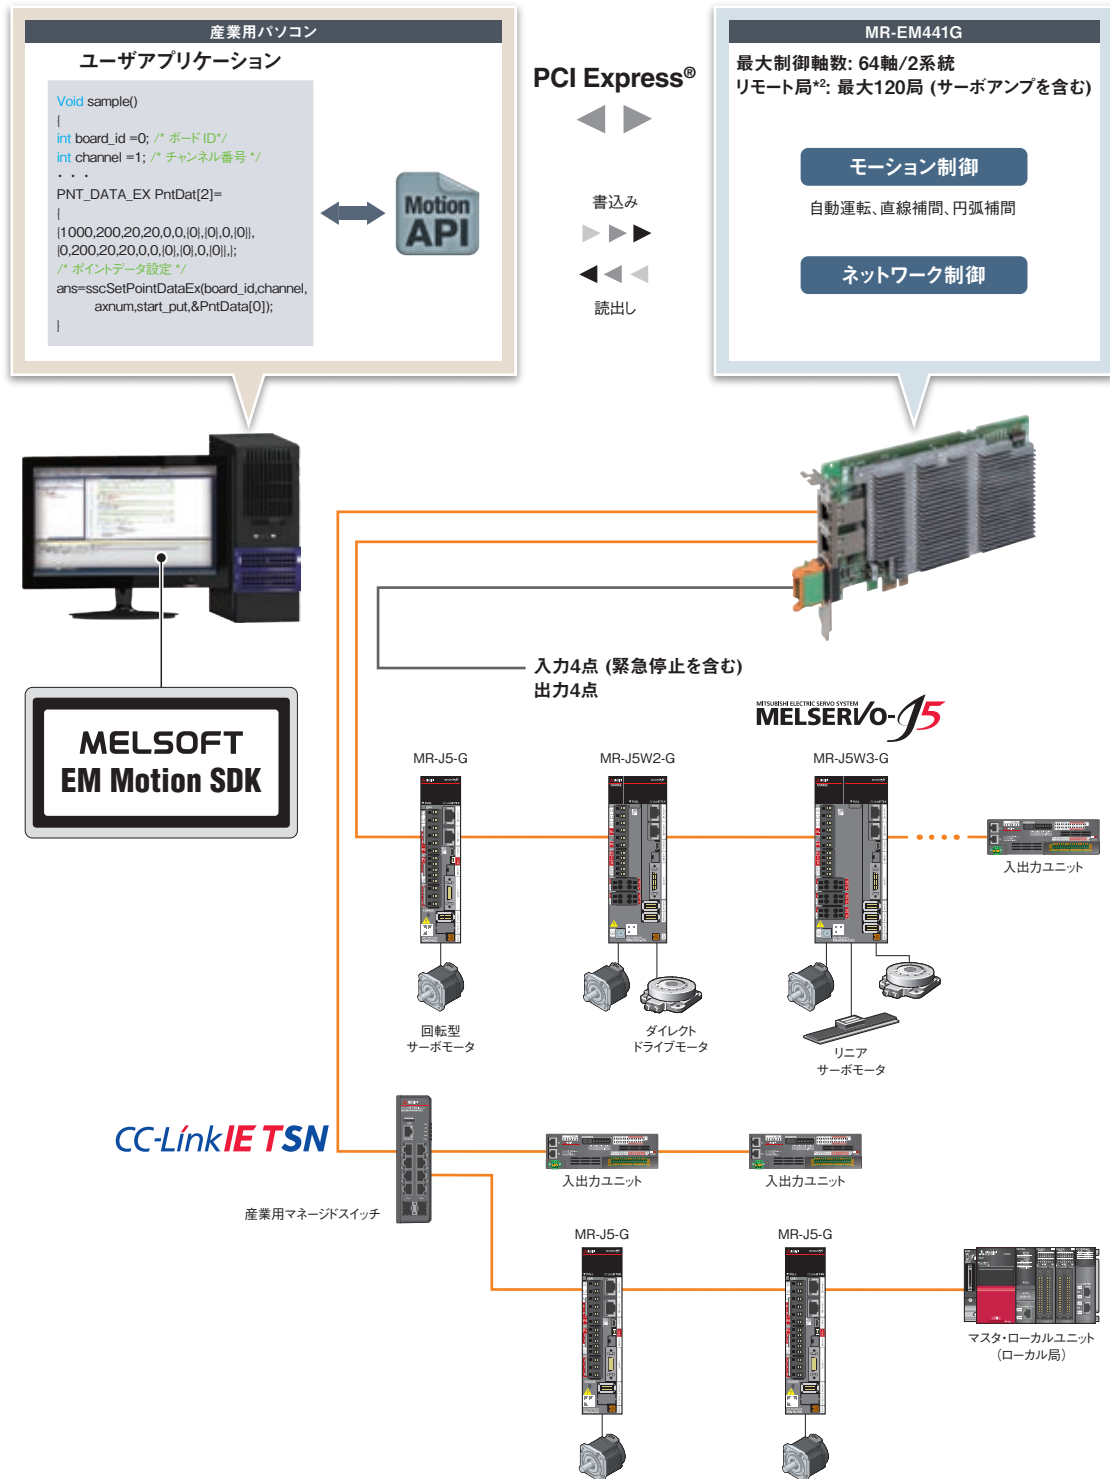 産業用パソコン
ユーザアプリケーション
Void sample()
{
int board_id =0; /* ボードID*/
int channel =1; /* チャンネル番号 */
・・・
PNT_DATA_EX PntDat[2]=
{
{1000,200,20,20,0,0,{0},{0},0,{0}},
{0,200,20,20,0,0,{0},{0},0,{0}},};
/* ポイントデータ設定 */
ans=sscSetPointDataEx(board_id,channel,
axnum,start_put,&PntData[0]);
}
Motion
API
PCI Express®
書込み
読出し
MR-EM441G
最大制御軸数: 64軸/2系統
リモート局*2: 最大120局 (サーボアンプを含む)
モーション制御
自動運転、直線補間、円弧補間
ネットワーク制御
入力4点 (緊急停止を含む)
出力4点
MELSOFT
EM Motion SDK
MITSUBISHI ELECTRIC SERVO SYSTEM
MELSERVO-J5
MR-J5-G
MR-J5W2-G
MR-J5W3-G
入出力ユニット
回転型
サーボモータ
ダイレクト
ドライブモータ
リニア
サーボモータ
CC-Link IE TSN
産業用マネージドスイッチ
入出力ユニット
入出力ユニット
MR-J5-G
MR-J5-G
マスタ・ローカルユニット
(ローカル局)